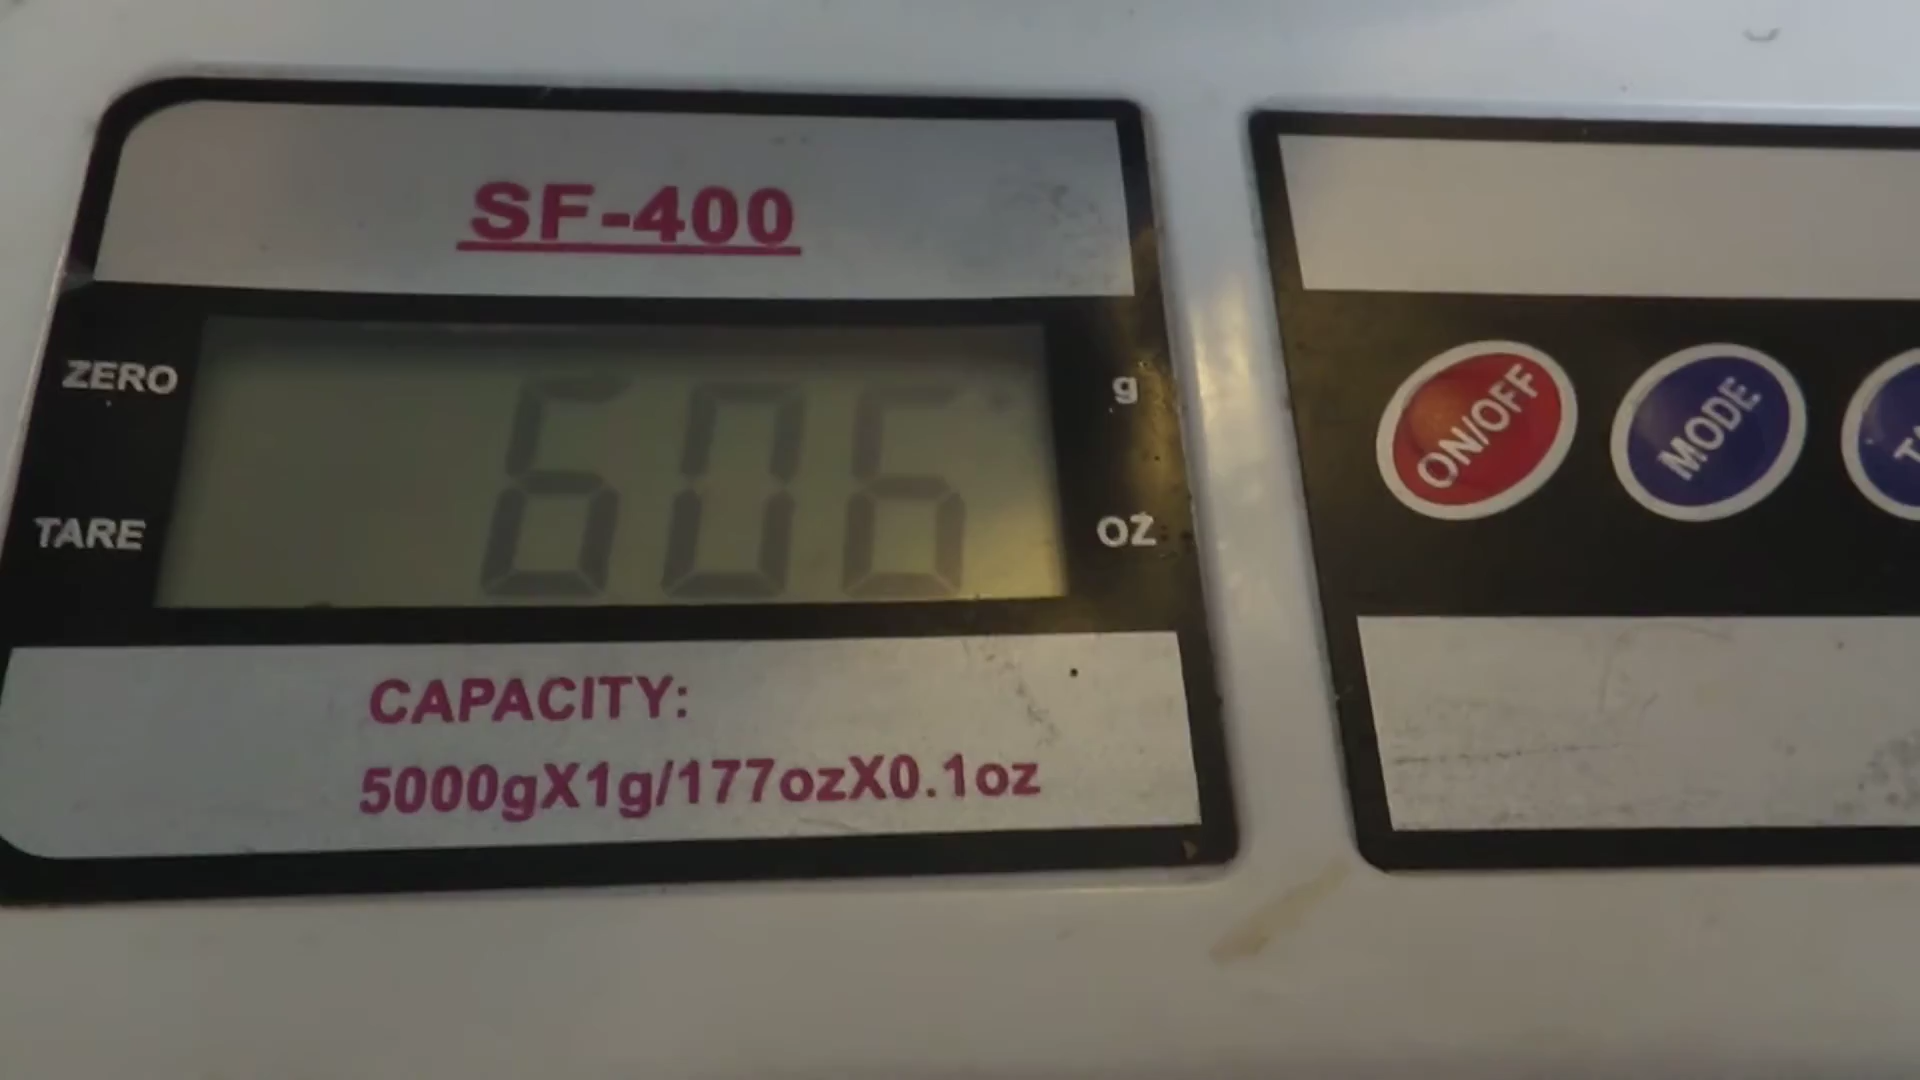 SF-400
ZERO
606
g
TARE
OZ
CAPACITY:
5000gX1g/177ozX0.1oz
ON/OFF
MODE